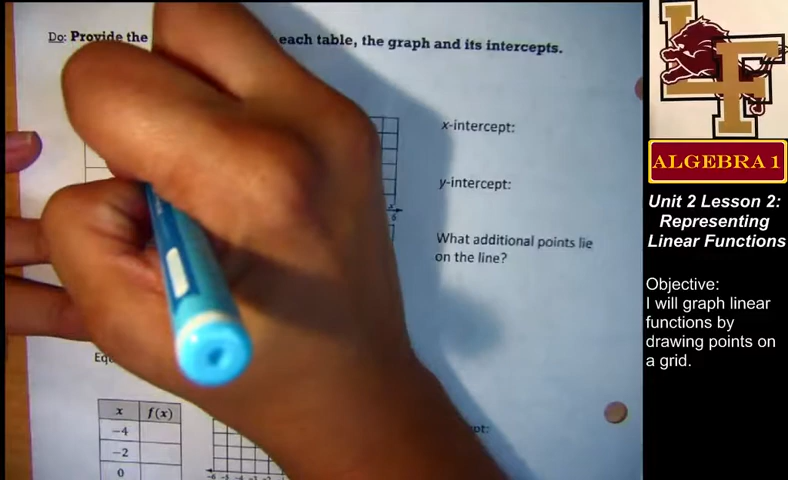 Do: Provide the each table, the graph and its intercepts.
x-intercept:
x
6
y-intercept:
What additional points lie
on the line?
x f(x)
−4
−2
0
LF
ALGEBRA 1
Unit 2 Lesson 2:
Representing
Linear Functions
Objective:
I will graph linear
functions by
drawing points on
a grid.